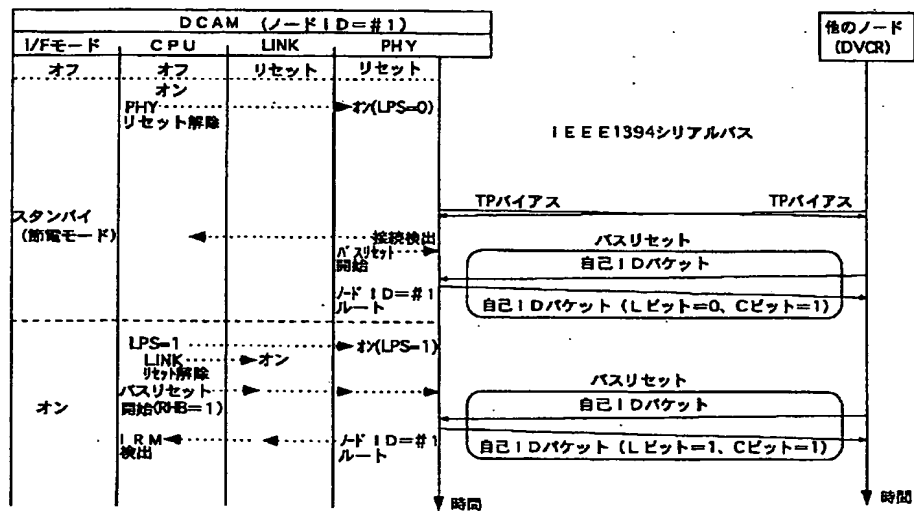 DCAM (ノードID=#1)
他のノード
(DVCR)
I/Fモード CPU LINK PHY
オフ オフ リセット リセット
オン
PHY オン(LPS=0)
リセット解除
IEEE1394シリアルバス
TPバイアス TPバイアス
スタンバイ
(節電モード)
接続検出
バスリセット
バスリセット
開始
自己IDパケット
ノードID=#1
ルート
自己IDパケット (Lビット=0、Cビット=1)
LPS=1 オン(LPS=1)
LINK オン
リセット解除
バスリセット
バスリセット
オン
開始(RHB=1)
自己IDパケット
IRM
検出
ノードID=#1
ルート
自己IDパケット (Lビット=1、Cビット=1)
時間 時間